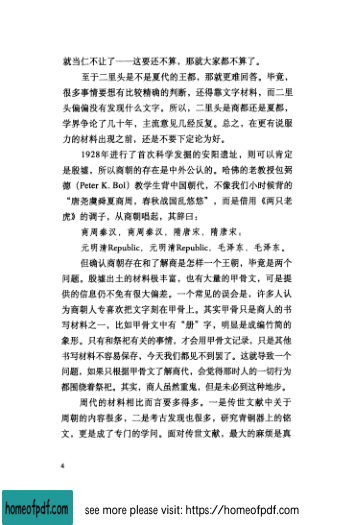 就当仁不让了——这要还不算，那就大家都不算了。
至于二里头是不是夏代的王都，那就更难回答。毕竟，
很多事情要想有比较精确的判断，还得靠文字材料，而二里
头偏偏没有发现什么文字。所以，二里头是商都还是夏都，
学界争论了几十年，主流意见几经反复。总之，在更有说服
力的材料出现之前，还是不要下定论为好。
1928年进行了首次科学发掘的安阳遗址，则可以肯定
是殷墟，所以商朝的存在是中外公认的。哈佛的老教授包弼
德（Peter K. Bol）教学生背中国朝代，不像我们小时候背的
“唐尧虞舜夏商周，春秋战国乱悠悠”，而是借用《两只老
虎》的调子，从商朝唱起，其辞曰：
商周秦汉，商周秦汉，隋唐宋，隋唐宋；
元明清Republic，元明清Republic，毛泽东，毛泽东。
但确认商朝存在和了解商是怎样一个王朝，毕竟是两个
问题。殷墟出土的材料极丰富，也有大量的甲骨文，可是提
供的信息仍不免有很大偏差。一个常见的误会是，许多人认
为商朝人专喜欢把文字刻在甲骨上。其实甲骨只是商人的书
写材料之一，比如甲骨文中有“册”字，明显是成编竹简的
象形。只有和祭祀有关的事情，才会用甲骨文记录，只是其他
书写材料不容易保存，今天我们都见不到罢了。这就导致一个
问题，如果只根据甲骨文了解商代，会觉得那时人的一切行为
都围绕着祭祀。其实，商人虽然重鬼，但是未必到这种地步。
周代的材料相比而言要多得多。一是传世文献中关于
周朝的内容很多，二是考古发现也很多，研究青铜器上的铭
文，更是成了专门的学问。面对传世文献，最大的麻烦是真
4
homeofpdf.com
see more please visit: https://homeofpdf.com